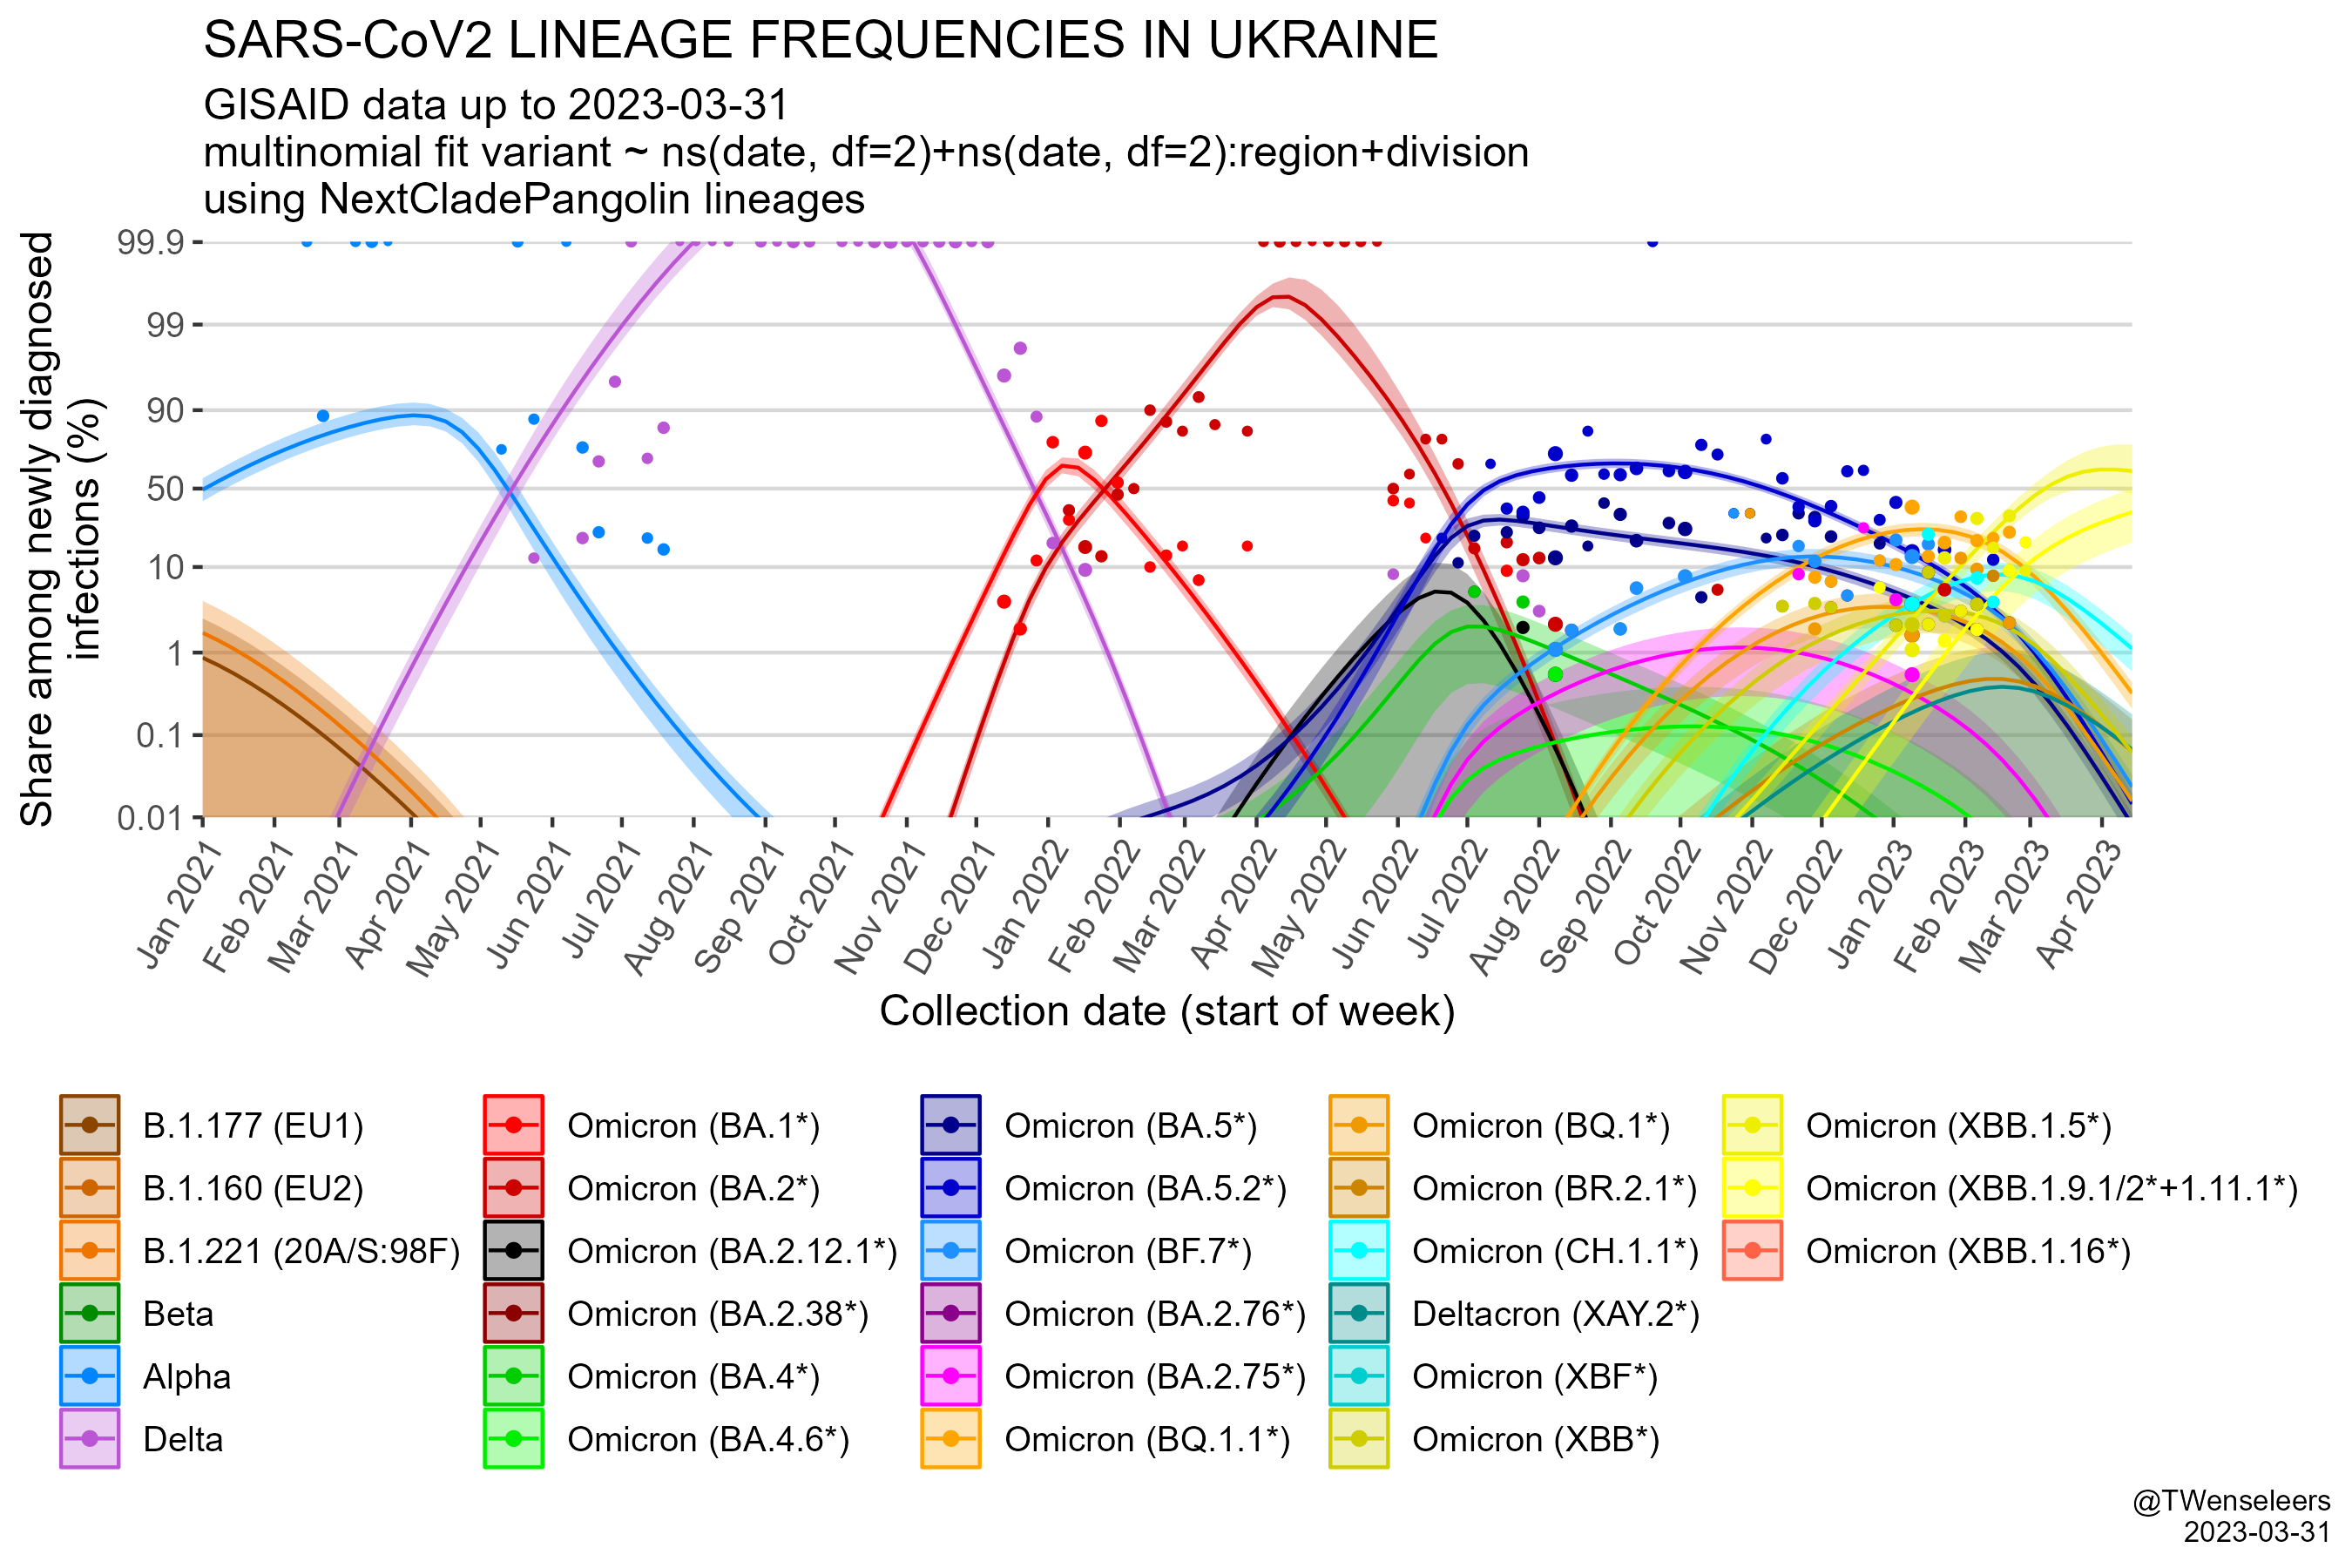 SARS-CoV2 LINEAGE FREQUENCIES IN UKRAINE
GISAID data up to 2023-03-31
multinomial fit variant ~ ns(date, df=2)+ns(date, df=2):region+division
using NextCladePangolin lineages
Share among newly diagnosed
infections (%)
99.9
99
90
50
10
1
0.1
0.01
Jan 2021
Feb 2021
Mar 2021
Apr 2021
May 2021
Jun 2021
Jul 2021
Aug 2021
Sep 2021
Oct 2021
Nov 2021
Dec 2021
Jan 2022
Feb 2022
Mar 2022
Apr 2022
May 2022
Jun 2022
Jul 2022
Aug 2022
Sep 2022
Oct 2022
Nov 2022
Dec 2022
Jan 2023
Feb 2023
Mar 2023
Apr 2023
Collection date (start of week)
B.1.177 (EU1)
B.1.160 (EU2)
B.1.221 (20A/S:98F)
Beta
Alpha
Delta
Omicron (BA.1*)
Omicron (BA.2*)
Omicron (BA.2.12.1*)
Omicron (BA.2.38*)
Omicron (BA.4*)
Omicron (BA.4.6*)
Omicron (BA.5*)
Omicron (BA.5.2*)
Omicron (BF.7*)
Omicron (BA.2.76*)
Omicron (BA.2.75*)
Omicron (BQ.1.1*)
Omicron (BQ.1*)
Omicron (BR.2.1*)
Omicron (CH.1.1*)
Deltacron (XAY.2*)
Omicron (XBF*)
Omicron (XBB*)
Omicron (XBB.1.5*)
Omicron (XBB.1.9.1/2*+1.11.1*)
Omicron (XBB.1.16*)
@TWenseleers
2023-03-31